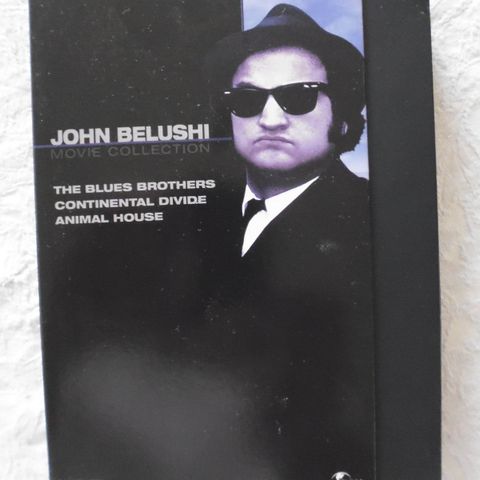 JOHN BELUSHI
MOVIE COLLECTION
THE BLUES BROTHERS
CONTINENTAL DIVIDE
ANIMAL HOUSE